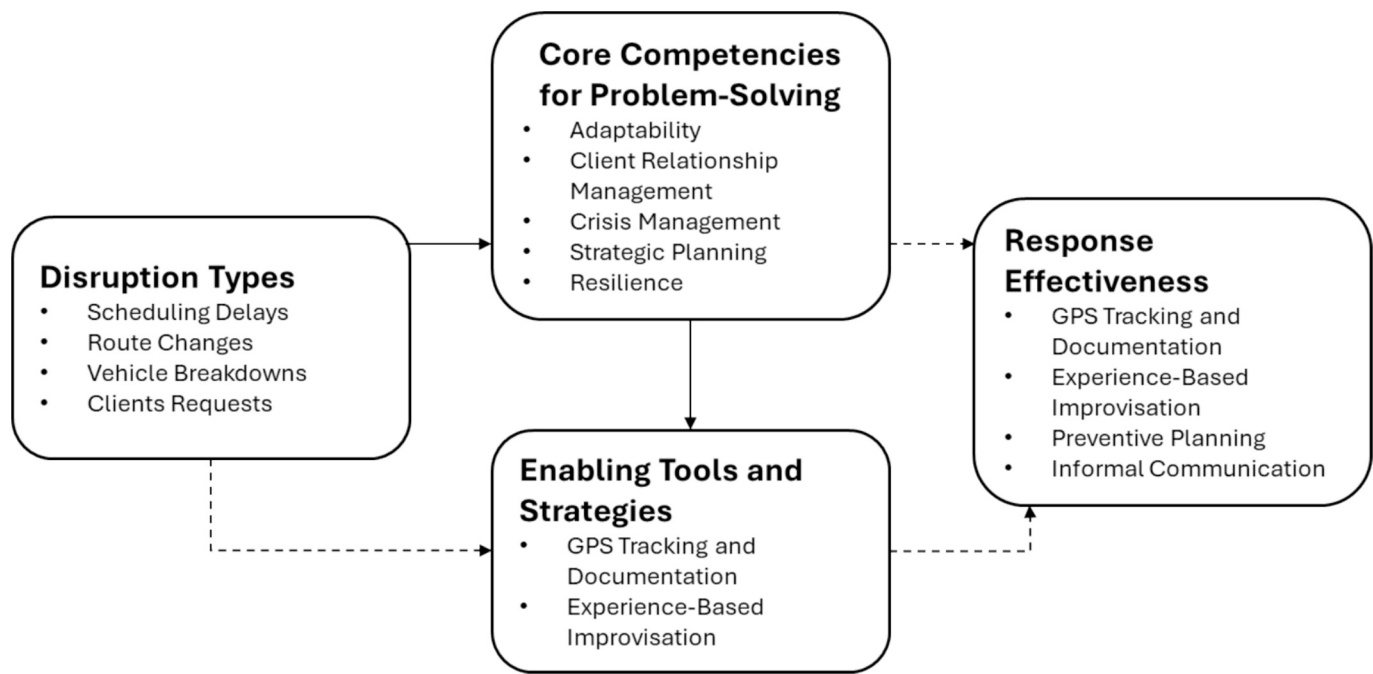 Core Competencies
for Problem-Solving
• Adaptability
• Client Relationship
Management
• Crisis Management
• Strategic Planning
• Resilience
Disruption Types
• Scheduling Delays
• Route Changes
• Vehicle Breakdowns
• Clients Requests
Response
Effectiveness
• GPS Tracking and
Documentation
• Experience-Based
Improvisation
• Preventive Planning
• Informal Communication
Enabling Tools and
Strategies
• GPS Tracking and
Documentation
• Experience-Based
Improvisation